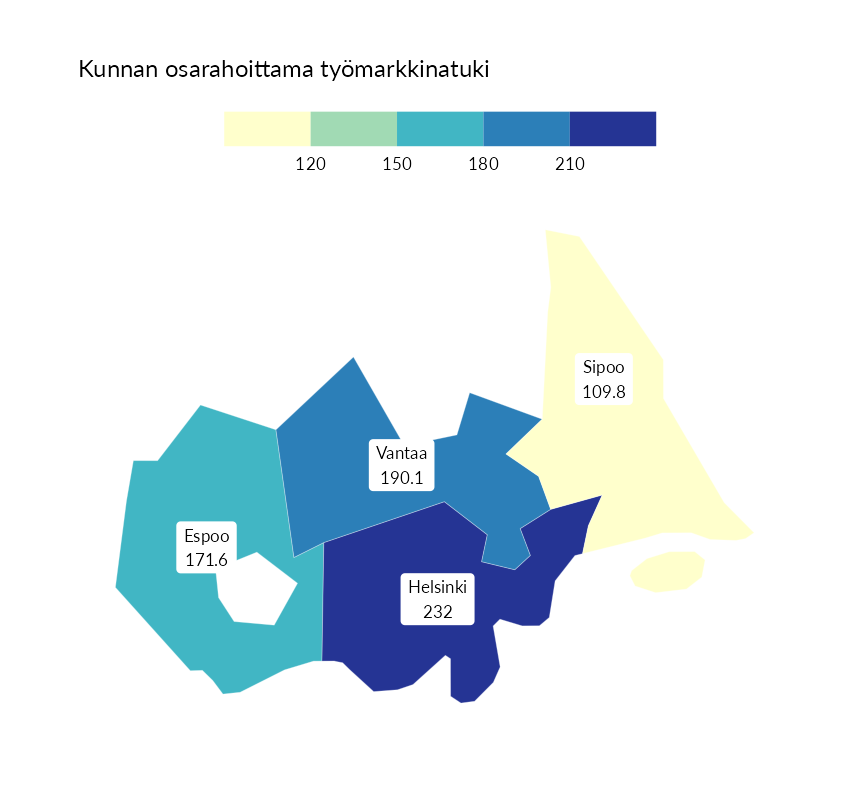 Kunnan osarahoittama työmarkkinatuki
120 150 180 210
Sipoo
109.8
Vantaa
190.1
Espoo
171.6
Helsinki
232